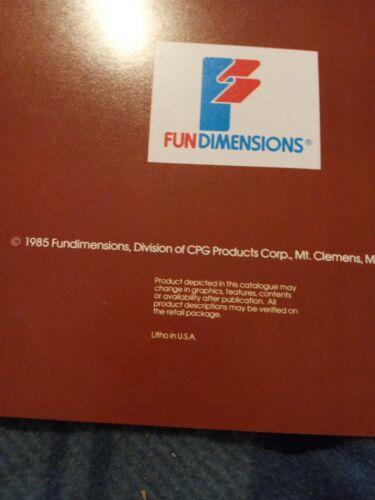 FUNDIMENSIONS®
© 1985 Fundimensions, Division of CPG Products Corp., Mt. Clemens, M
Product depicted in this catalogue may
change in graphics, features, contents
or availability after publication. All
product descriptions may be verified on
the retail package.
Litho in U.S.A.